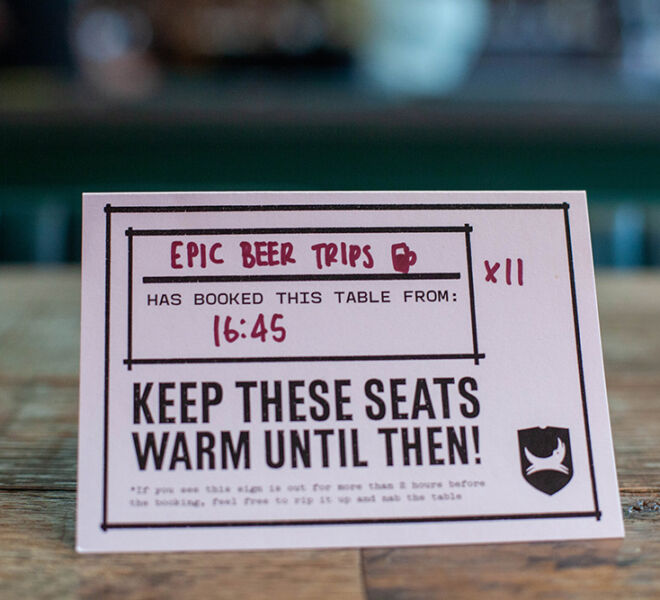 EPIC BEER TRIPS
x11
HAS BOOKED THIS TABLE FROM:
16:45
KEEP THESE SEATS
WARM UNTIL THEN!
*If you see this sign is out for more than 2 hours before
the booking, feel free to rip it up and nab the table